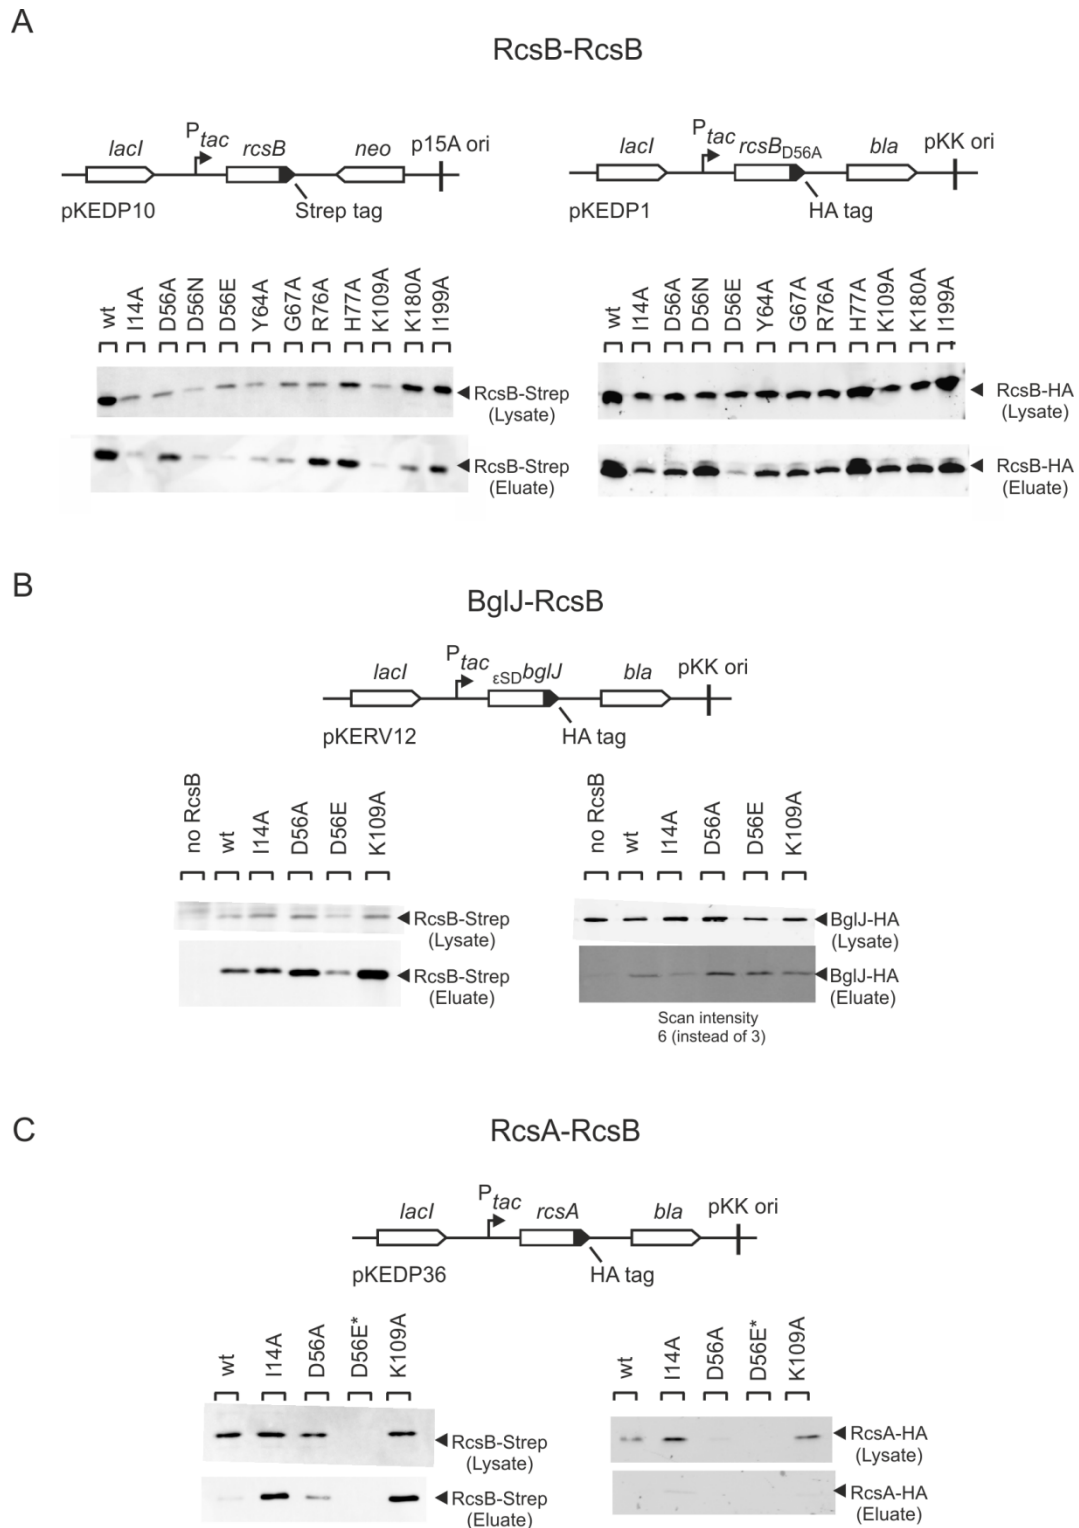 A
RcsB-RcsB
lacI Ptac rcsB neo p15A ori
pKEDP10 Strep tag
lacI Ptac rcsBD56A bla pKK ori
pKEDP1 HA tag
wt I14A D56A D56N D56E Y64A G67A R76A H77A K109A K180A I199A
RcsB-Strep
(Lysate)
RcsB-Strep
(Eluate)
wt I14A D56A D56N D56E Y64A G67A R76A H77A K109A K180A I199A
RcsB-HA
(Lysate)
RcsB-HA
(Eluate)
B
BglJ-RcsB
lacI Ptac εSDbglJ bla pKK ori
pKERV12 HA tag
no RcsB wt I14A D56A D56E K109A
RcsB-Strep
(Lysate)
RcsB-Strep
(Eluate)
no RcsB wt I14A D56A D56E K109A
BglJ-HA
(Lysate)
BglJ-HA
(Eluate)
Scan intensity
6 (instead of 3)
C
RcsA-RcsB
lacI Ptac rcsA bla pKK ori
pKEDP36 HA tag
wt I14A D56A D56E* K109A
RcsB-Strep
(Lysate)
RcsB-Strep
(Eluate)
wt I14A D56A D56E* K109A
RcsA-HA
(Lysate)
RcsA-HA
(Eluate)